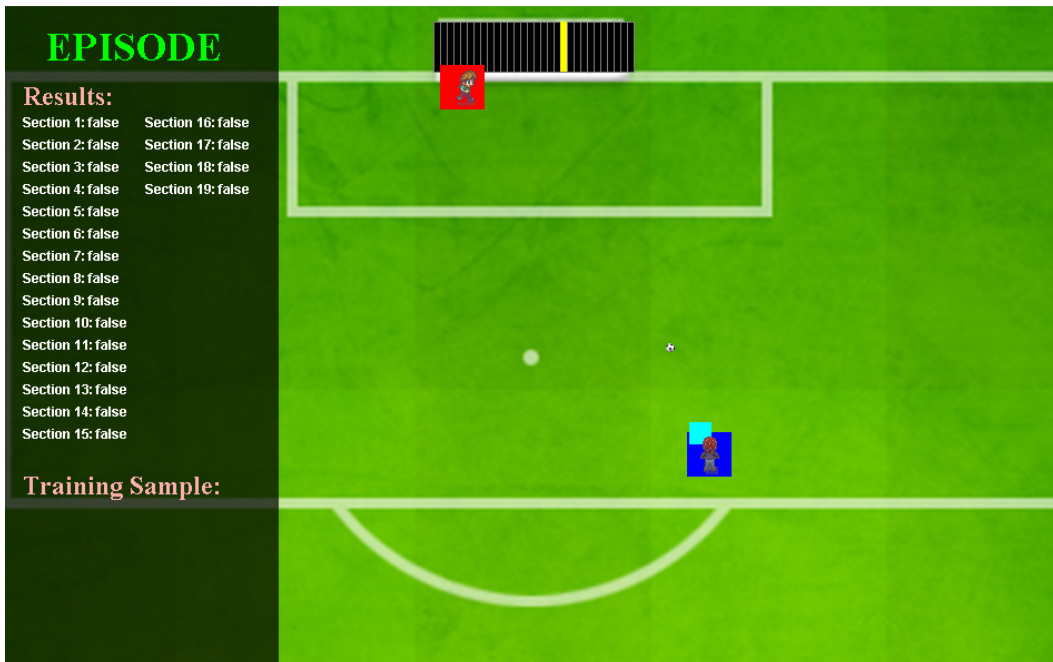 EPISODE
Results:
Section 1: false Section 16: false
Section 2: false Section 17: false
Section 3: false Section 18: false
Section 4: false Section 19: false
Section 5: false
Section 6: false
Section 7: false
Section 8: false
Section 9: false
Section 10: false
Section 11: false
Section 12: false
Section 13: false
Section 14: false
Section 15: false
Training Sample: